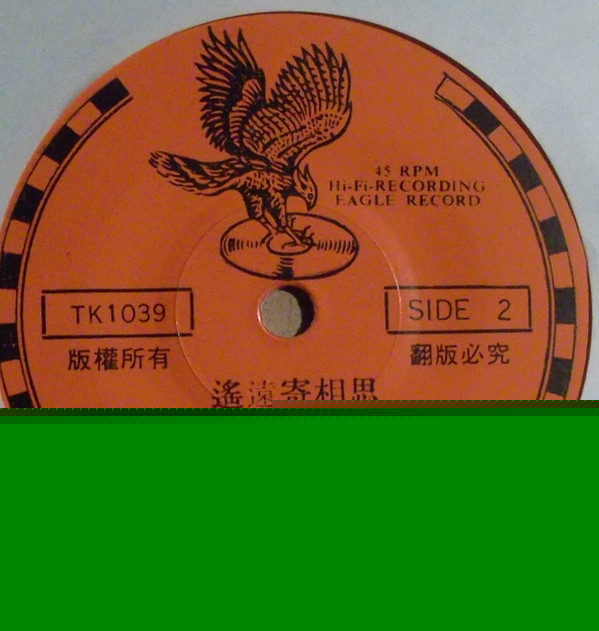 45 RPM
Hi-Fi-RECORDING
EAGLE RECORD
TK1039
SIDE 2
版權所有
翻版必究
遙遠寄相思